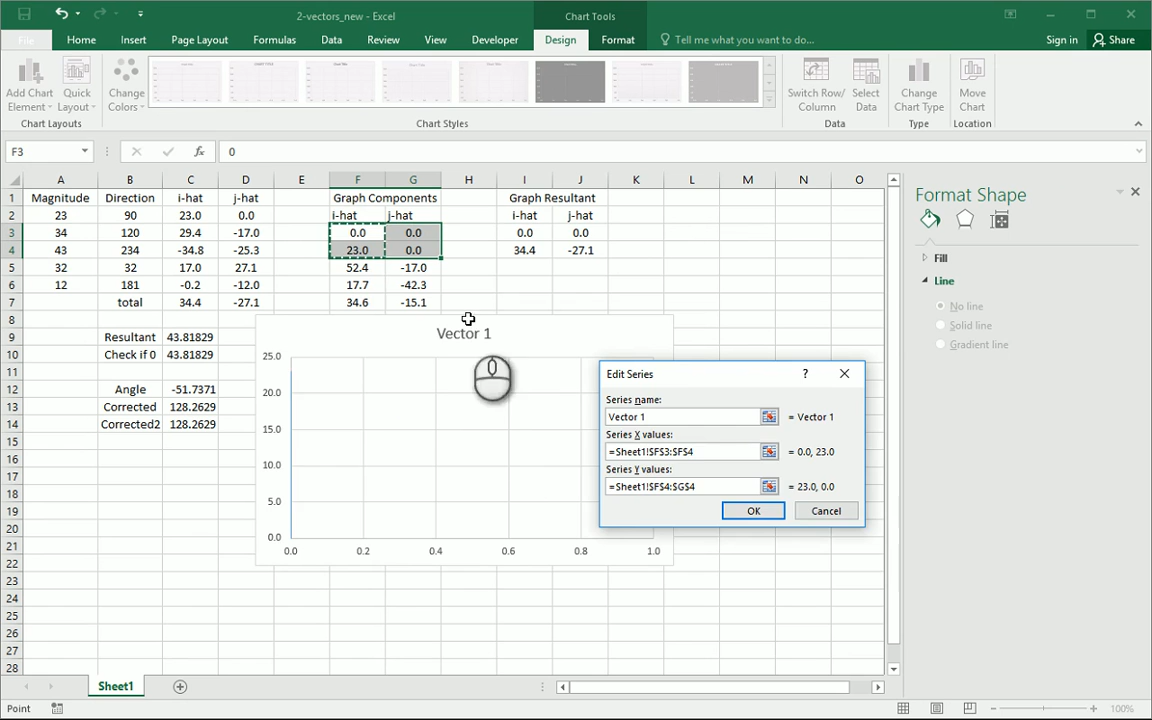 2-vectors_new - Excel
Chart Tools
File Home Insert Page Layout Formulas Data Review View Developer Design Format Tell me what you want to do... Sign in Share
Add Chart Element Quick Layout Change Colors Switch Row/ Column Select Data Change Chart Type Move Chart
Chart Layouts Chart Styles Data Type Location
F3 fx 0
A B C D E F G H I J K L M N O
1 Magnitude Direction i-hat j-hat Graph Components Graph Resultant
2 23 90 23.0 0.0 i-hat j-hat i-hat j-hat
3 34 120 29.4 -17.0 0.0 0.0 0.0 0.0
4 43 234 -34.8 -25.3 23.0 0.0 34.4 -27.1
5 32 32 17.0 27.1 52.4 -17.0
6 12 181 -0.2 -12.0 17.7 -42.3
7 total 34.4 -27.1 34.6 -15.1
8
9 Resultant 43.81829
10 Check if 0 43.81829
11
12 Angle -51.7371
13 Corrected 128.2629
14 Corrected2 128.2629
15
16
17
18
19
20
21
22
23
24
25
26
27
28
Vector 1
25.0
20.0
15.0
10.0
5.0
0.0
0.0 0.2 0.4 0.6 0.8 1.0
Edit Series ?
Series name:
Vector 1 = Vector 1
Series X values:
=Sheet1!$F$3:$F$4 = 0.0, 23.0
Series Y values:
=Sheet1!$F$4:$G$4 = 23.0, 0.0
OK Cancel
Format Shape
Fill
Line
No line
Solid line
Gradient line
Sheet1
Point 100%